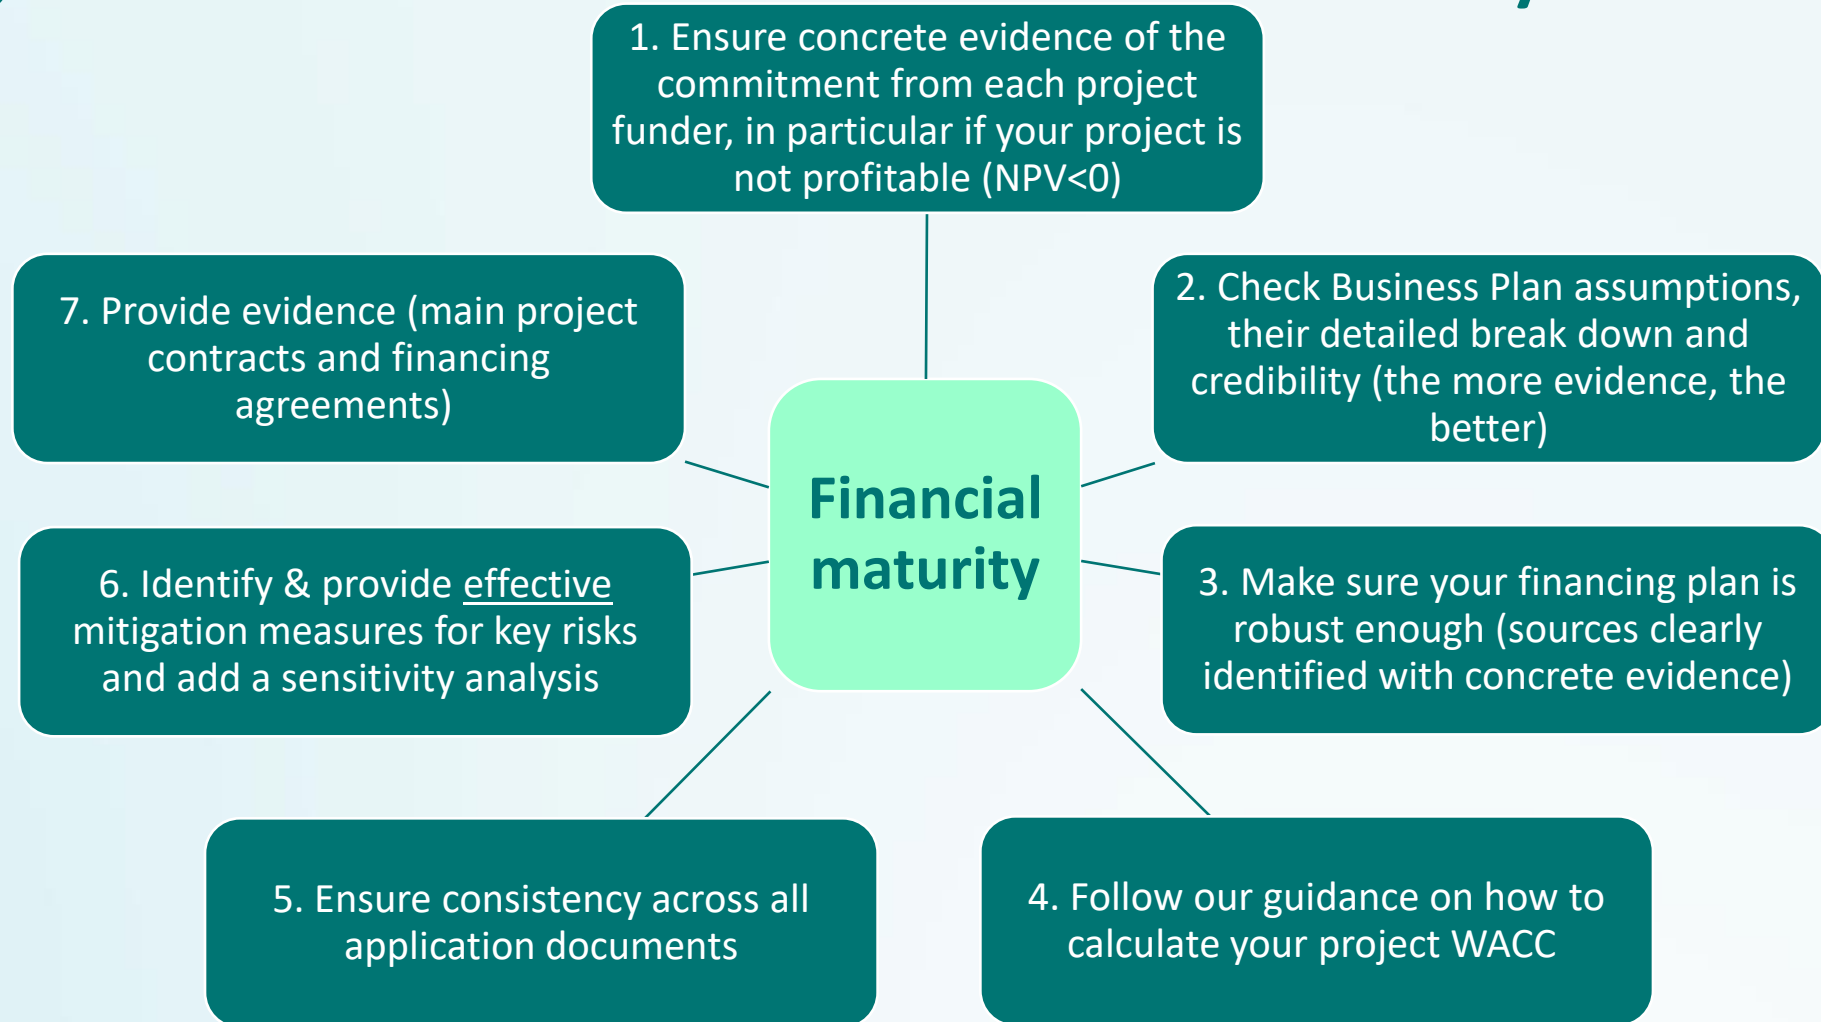 1. Ensure concrete evidence of the
commitment from each project
funder, in particular if your project is
not profitable (NPV<0)
2. Check Business Plan assumptions,
their detailed break down and
credibility (the more evidence, the
better)
3. Make sure your financing plan is
robust enough (sources clearly
identified with concrete evidence)
4. Follow our guidance on how to
calculate your project WACC
5. Ensure consistency across all
application documents
6. Identify & provide effective
mitigation measures for key risks
and add a sensitivity analysis
7. Provide evidence (main project
contracts and financing
agreements)
Financial
maturity